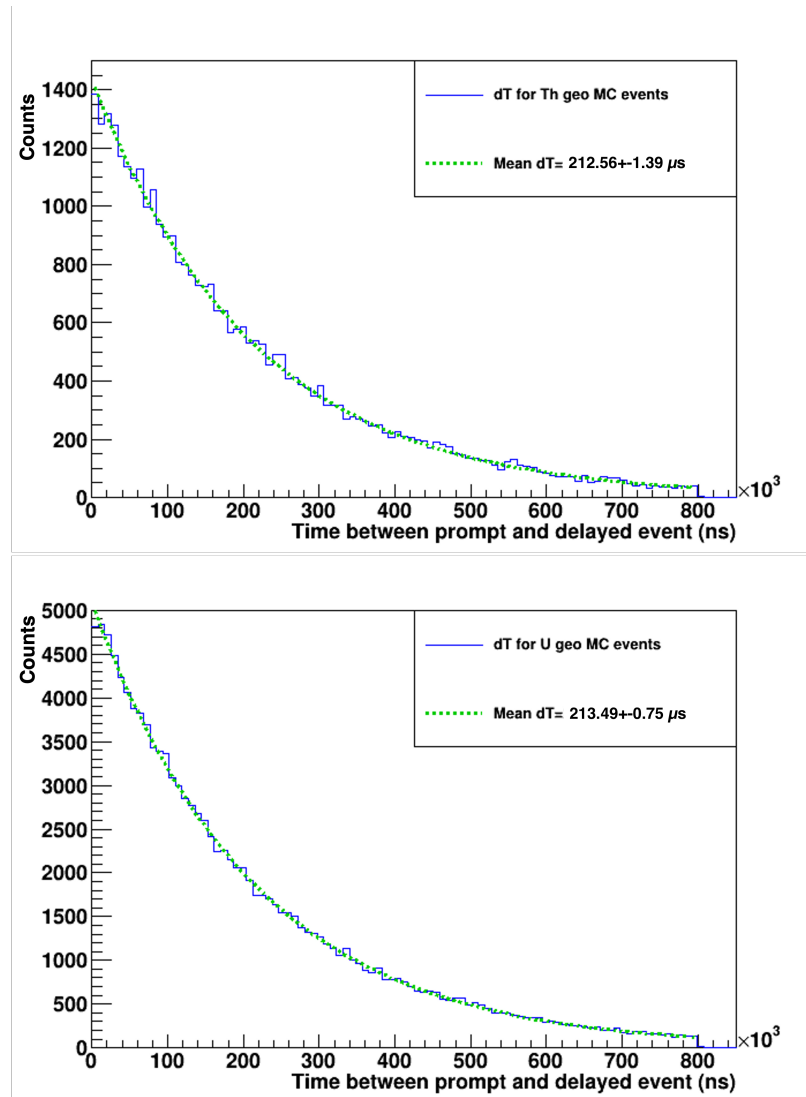 1400
1200
1000
800
600
400
200
0
Counts
dT for Th geo MC events
Mean dT= 212.56+-1.39 µs
0 100 200 300 400 500 600 700 800 ×10³
Time between prompt and delayed event (ns)
5000
4500
4000
3500
3000
2500
2000
1500
1000
500
0
Counts
dT for U geo MC events
Mean dT= 213.49+-0.75 µs
0 100 200 300 400 500 600 700 800 ×10³
Time between prompt and delayed event (ns)